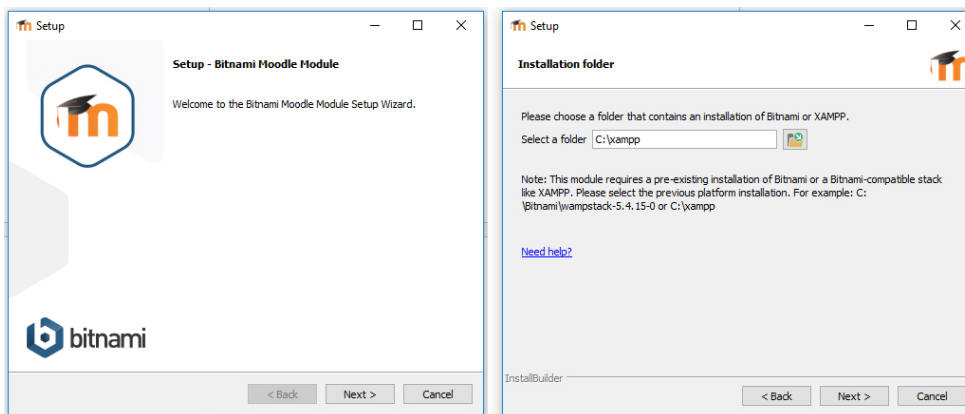 Setup
Setup - Bitnami Moodle Module
Welcome to the Bitnami Moodle Module Setup Wizard.
m
bitnami
< Back
Next >
Cancel
Setup
Installation folder
Please choose a folder that contains an installation of Bitnami or XAMPP.
Select a folder C:\xampp
Note: This module requires a pre-existing installation of Bitnami or a Bitnami-compatible stack
like XAMPP. Please select the previous platform installation. For example: C:
\Bitnami\wampstack-5.4.15-0 or C:\xampp
Need help?
InstallBuilder
< Back
Next >
Cancel